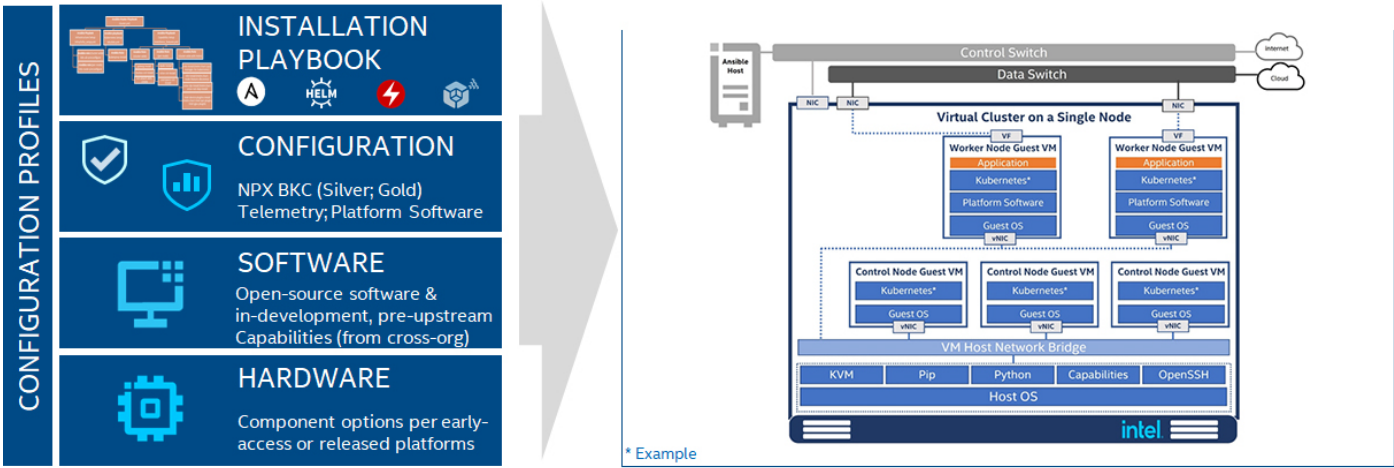 CONFIGURATION PROFILES
INSTALLATION
PLAYBOOK
A
HELM
CONFIGURATION
NPX BKC (Silver; Gold)
Telemetry; Platform Software
SOFTWARE
Open-source software &
in-development, pre-upstream
Capabilities (from cross-org)
HARDWARE
Component options per early-
access or released platforms
Ansible
Host
Control Switch
Internet
Data Switch
Cloud
NIC
NIC
NIC
Virtual Cluster on a Single Node
VF
VF
Worker Node Guest VM
Application
Kubernetes*
Platform Software
Guest OS
vNIC
Worker Node Guest VM
Application
Kubernetes*
Platform Software
Guest OS
vNIC
Control Node Guest VM
Kubernetes*
Guest OS
vNIC
Control Node Guest VM
Kubernetes*
Guest OS
vNIC
Control Node Guest VM
Kubernetes*
Guest OS
vNIC
VM Host Network Bridge
KVM
Pip
Python
Capabilities
OpenSSH
Host OS
intel.
* Example